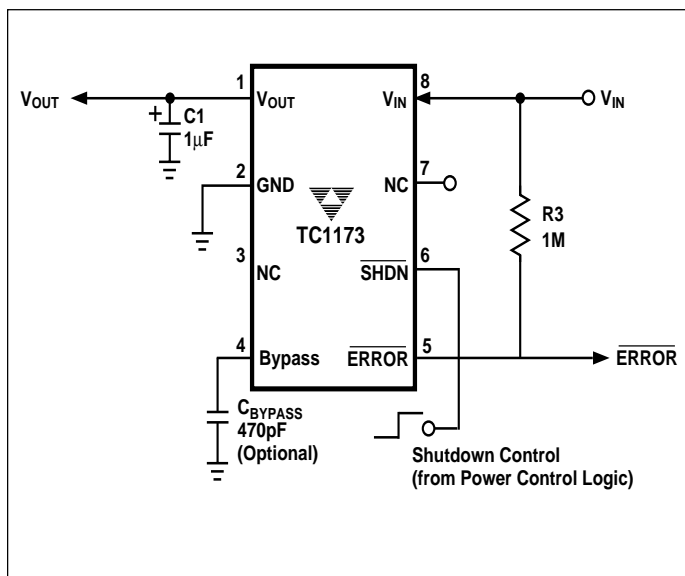 1
8
VOUT
VOUT
VIN
VIN
+
C1
1µF
2
GND
7
NC
R3
1M
TC1173
3
NC
6
SHDN
4
Bypass
5
ERROR
ERROR
CBYPASS
470pF
(Optional)
Shutdown Control
(from Power Control Logic)